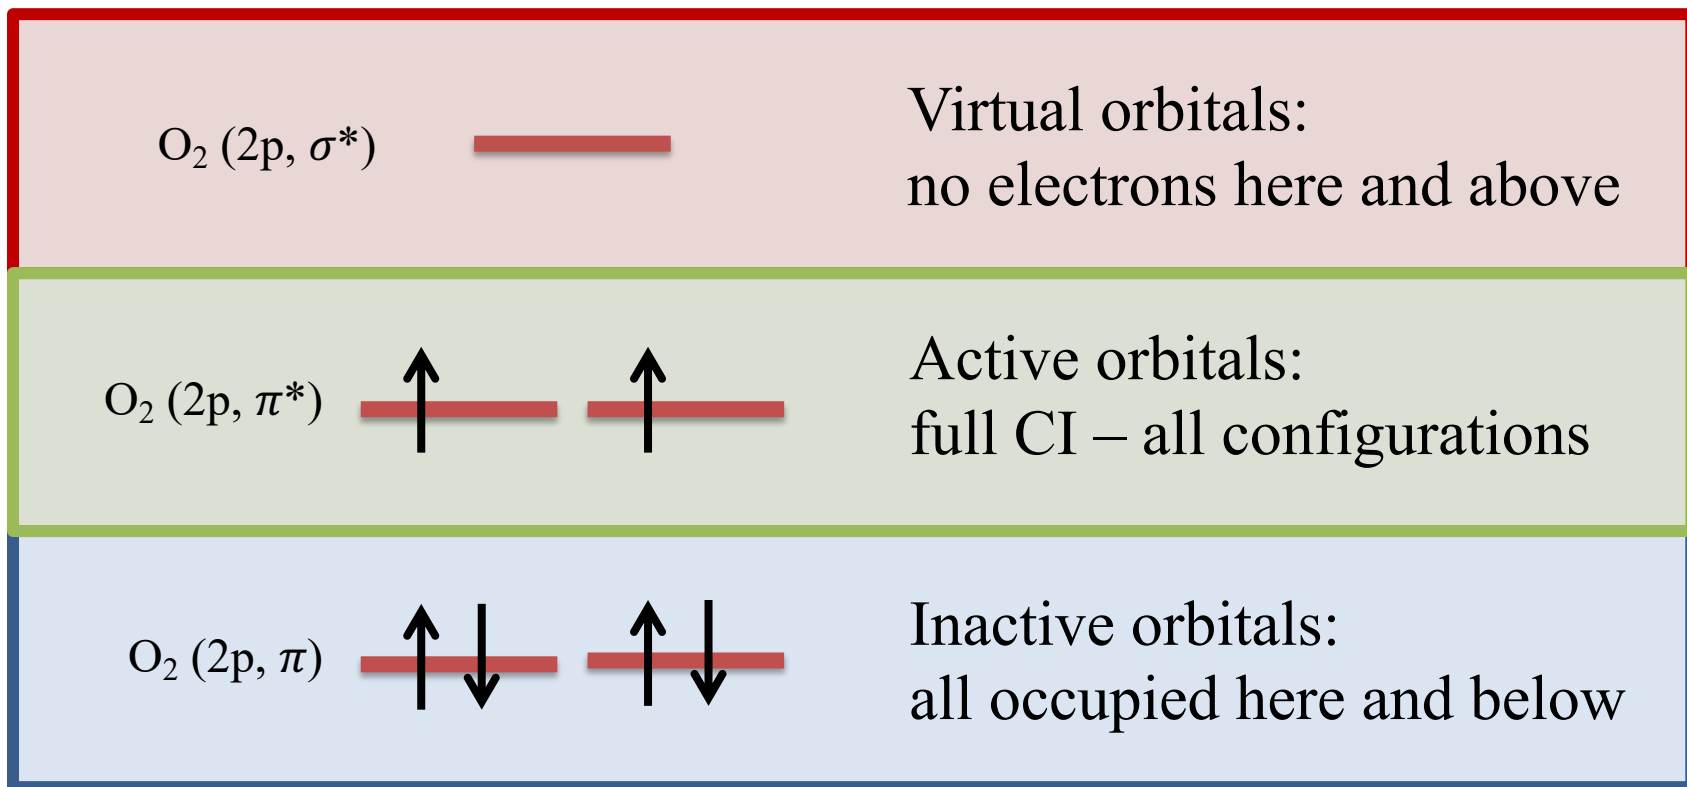 O₂ (2p, σ*)
Virtual orbitals:
no electrons here and above
O₂ (2p, π*)
Active orbitals:
full CI – all configurations
O₂ (2p, π)
Inactive orbitals:
all occupied here and below